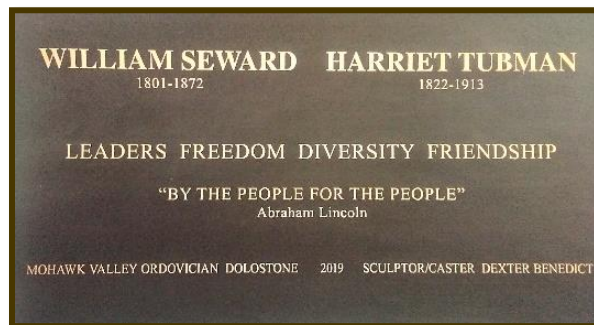 WILLIAM SEWARD HARRIET TUBMAN
1801-1872 1822-1913
LEADERS FREEDOM DIVERSITY FRIENDSHIP
“BY THE PEOPLE FOR THE PEOPLE”
Abraham Lincoln
MOHAWK VALLEY ORDOVICIAN DOLOSTONE 2019 SCULPTOR/CASTER DEXTER BENEDICT